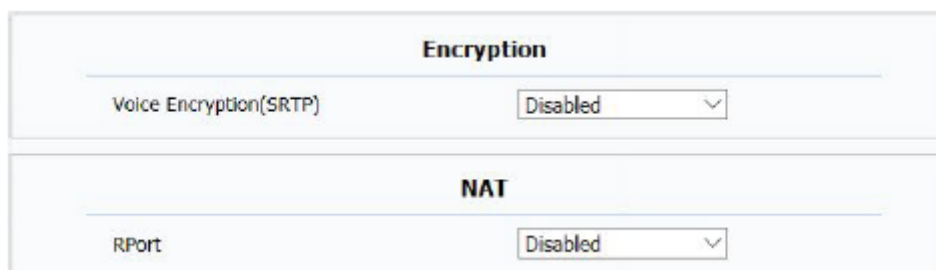 Encryption
Voice Encryption(SRTP) Disabled
NAT
RPort Disabled